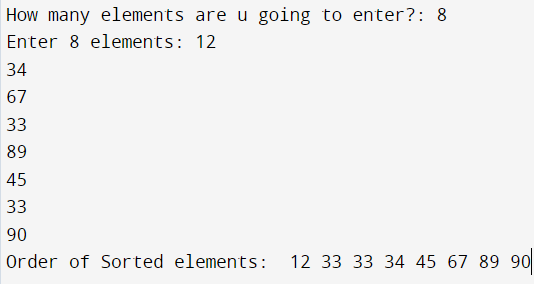 How many elements are u going to enter?: 8
Enter 8 elements: 12
34
67
33
89
45
33
90
Order of Sorted elements:  12 33 33 34 45 67 89 90